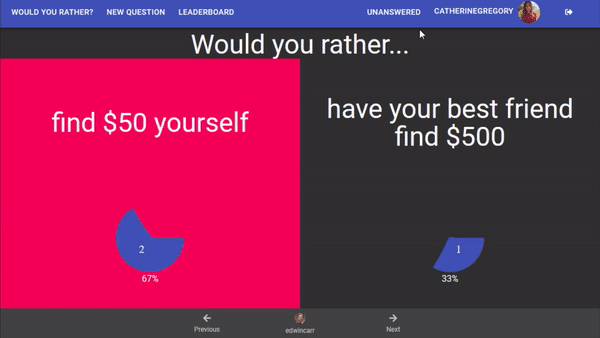 WOULD YOU RATHER? NEW QUESTION LEADERBOARD UNANSWERED CATHERINEGREGORY
Would you rather...
find $50 yourself
have your best friend
find $500
2
67%
1
33%
Previous
edwincarr
Next